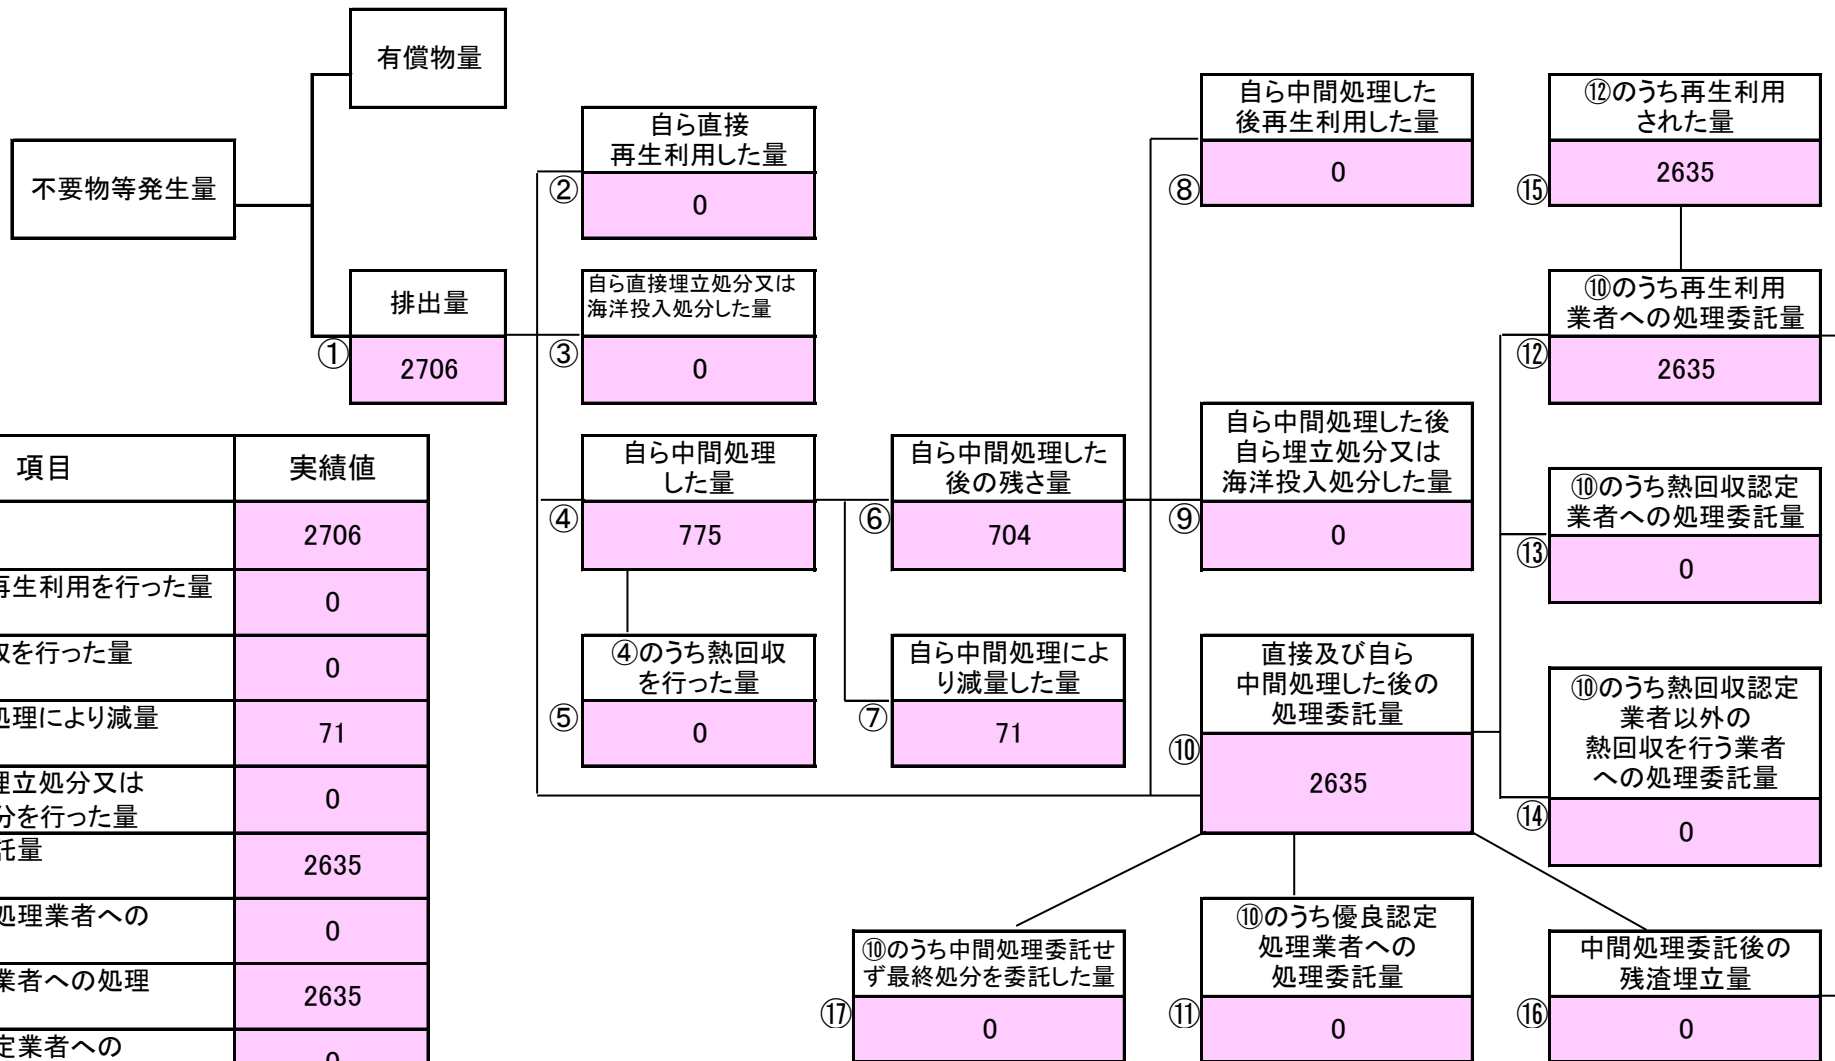 有償物量
不要物等発生量
排出量
①
2706
自ら直接
再生利用した量
②
0
自ら直接埋立処分又は
海洋投入処分した量
③
0
自ら中間処理
した量
④
775
④のうち熱回収
を行った量
⑤
0
自ら中間処理した
後の残さ量
⑥
704
自ら中間処理によ
り減量した量
⑦
71
自ら中間処理した
後再生利用した量
⑧
0
自ら中間処理した後
自ら埋立処分又は
海洋投入処分した量
⑨
0
直接及び自ら
中間処理した後の
処理委託量
⑩
2635
⑫のうち再生利用
された量
⑮
2635
⑩のうち再生利用
業者への処理委託量
⑫
2635
⑩のうち熱回収認定
業者への処理委託量
⑬
0
⑩のうち熱回収認定
業者以外の
熱回収を行う業者
への処理委託量
⑭
0
⑩のうち中間処理委託せ
ず最終処分を委託した量
⑰
0
⑩のうち優良認定
処理業者への
処理委託量
⑪
0
中間処理委託後の
残渣埋立量
⑯
0
項目 実績値
2706
再生利用を行った量 0
を行った量 0
処理により減量 71
埋立処分又は
分を行った量 0
託量 2635
処理業者への 0
業者への処理 2635
定業者への 0